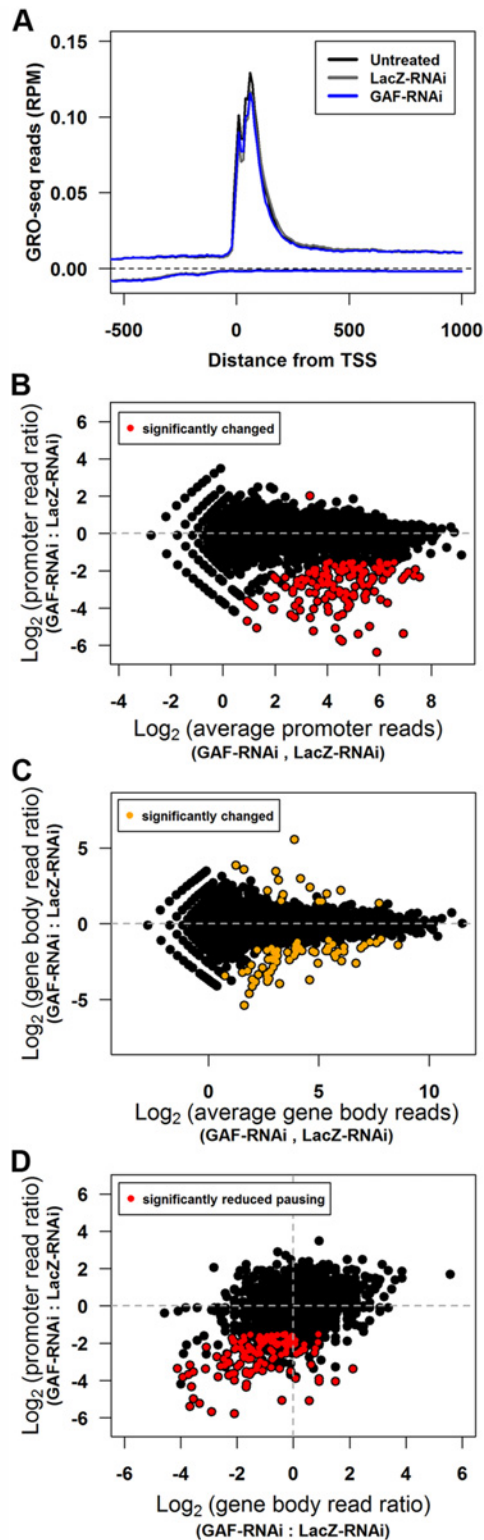 A
GRO-seq reads (RPM)
0.15
0.10
0.05
0.00
Untreated
LacZ-RNAi
GAF-RNAi
-500 0 500 1000
Distance from TSS
B
Log2 (promoter read ratio)
(GAF-RNAi : LacZ-RNAi)
6
4
2
0
-2
-4
-6
significantly changed
-4 -2 0 2 4 6 8
Log2 (average promoter reads)
(GAF-RNAi , LacZ-RNAi)
C
Log2 (gene body read ratio)
(GAF-RNAi : LacZ-RNAi)
5
0
-5
significantly changed
0 5 10
Log2 (average gene body reads)
(GAF-RNAi , LacZ-RNAi)
D
Log2 (promoter read ratio)
(GAF-RNAi : LacZ-RNAi)
6
4
2
0
-2
-4
-6
significantly reduced pausing
-6 -4 -2 0 2 4 6
Log2 (gene body read ratio)
(GAF-RNAi : LacZ-RNAi)